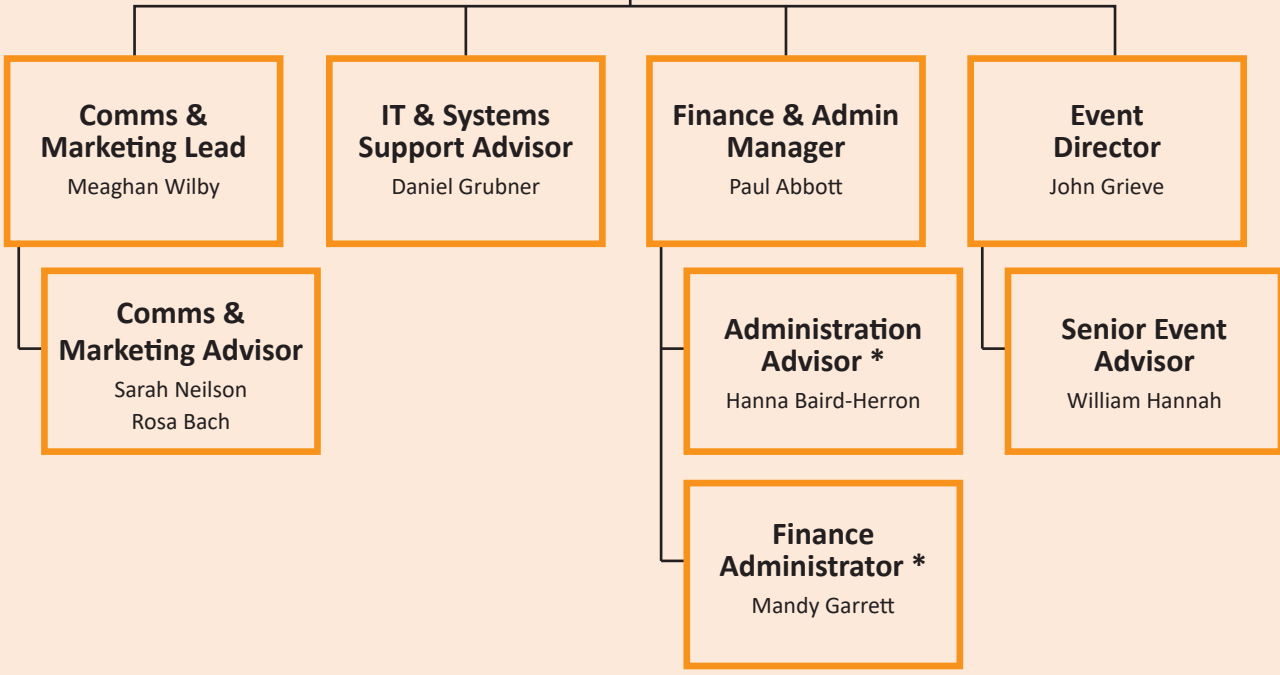 Comms &
Marketing Lead
Meaghan Wilby
IT & Systems
Support Advisor
Daniel Grubner
Finance & Admin
Manager
Paul Abbott
Event
Director
John Grieve
Comms &
Marketing Advisor
Sarah Neilson
Rosa Bach
Administration
Advisor *
Hanna Baird-Herron
Senior Event
Advisor
William Hannah
Finance
Administrator *
Mandy Garrett